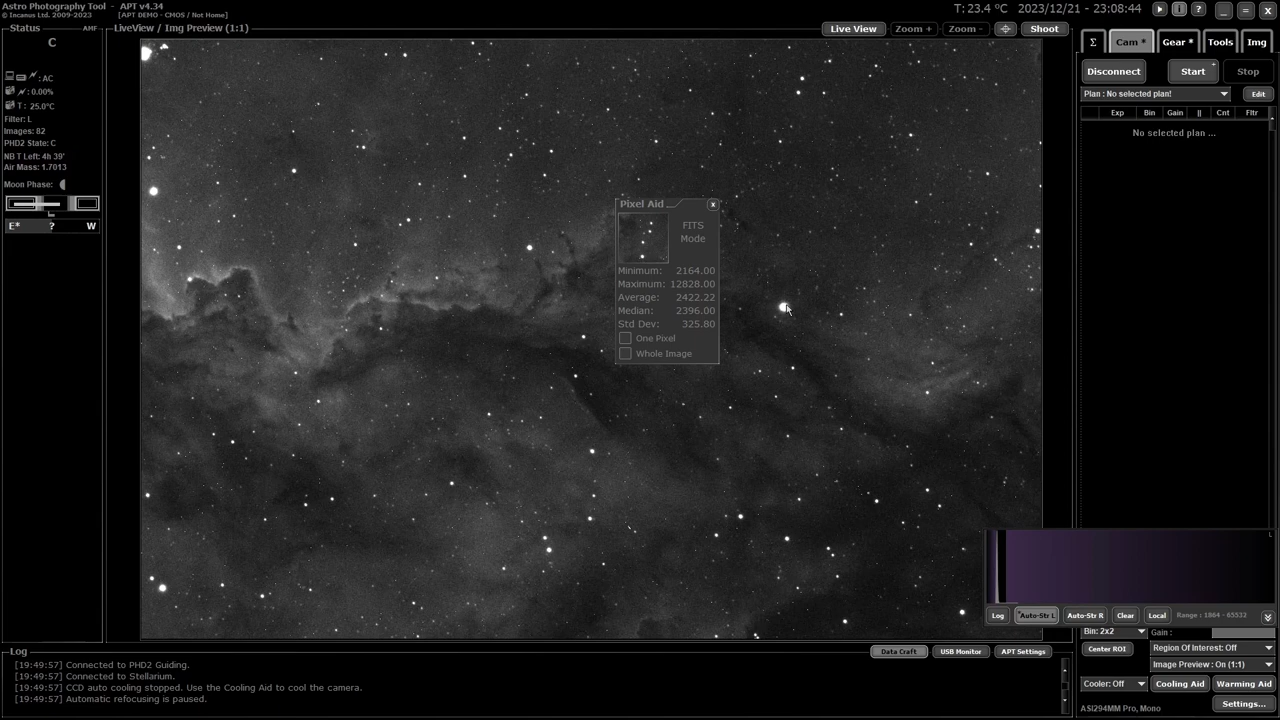 Astro Photography Tool - APT v4.34
© Incanus Ltd. 2009-2023 [APT DEMO - CMOS / Not Home]
T: 23.4 ºC 2023/12/21 - 23:08:44
i ? _ = x
Status AMF
C
: AC
: 0.00%
T : 25.0°C
Filter: L
Images: 82
PHD2 State: C
NB T Left: 4h 39'
Air Mass: 1.7013
Moon Phase:
E* ? W
LiveView / Img Preview (1:1)
Live View Zoom + Zoom - Shoot
Pixel Aid x
FITS
Mode
Minimum: 2164.00
Maximum: 12828.00
Average: 2422.22
Median: 2396.00
Std Dev: 325.80
One Pixel
Whole Image
Σ Cam * Gear * Tools Img
Disconnect Start + Stop
Plan : No selected plan! Edit
Exp Bin Gain || Cnt Fltr
No selected plan ...
L
Log *Auto-Str L Auto-Str R Clear Local Range : 1864 - 65532
Bin: 2x2 Gain :
Center ROI Region Of Interest: Off
Image Preview : On (1:1)
Cooler: Off Cooling Aid Warming Aid
ASI294MM Pro, Mono Settings...
Log Data Craft USB Monitor APT Settings
[19:49:57] Connected to PHD2 Guiding.
[19:49:57] Connected to Stellarium.
[19:49:57] CCD auto cooling stopped. Use the Cooling Aid to cool the camera.
[19:49:57] Automatic refocusing is paused.